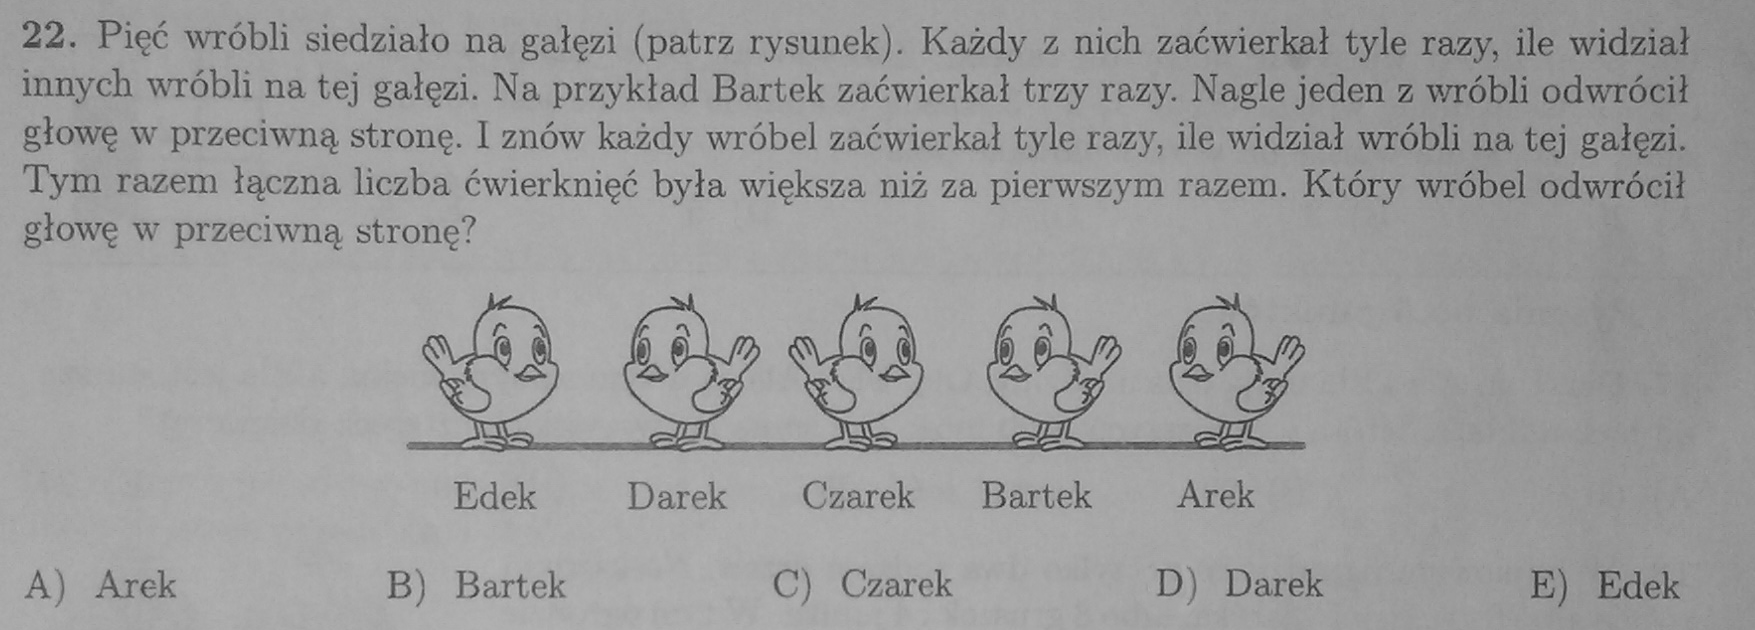 22. Pięć wróbli siedziało na gałęzi (patrz rysunek). Każdy z nich zaćwierkał tyle razy, ile widział
innych wróbli na tej gałęzi. Na przykład Bartek zaćwierkał trzy razy. Nagle jeden z wróbli odwrócił
głowę w przeciwną stronę. I znów każdy wróbel zaćwierkał tyle razy, ile widział wróbli na tej gałęzi.
Tym razem łączna liczba ćwierknięć była większa niż za pierwszym razem. Który wróbel odwrócił
głowę w przeciwną stronę?
Edek Darek Czarek Bartek Arek
A) Arek B) Bartek C) Czarek D) Darek E) Edek